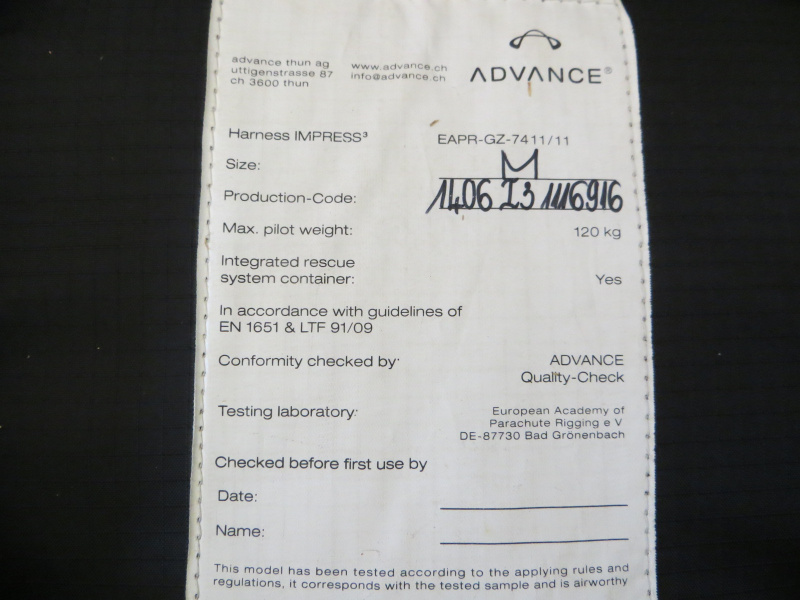 advance thun ag
uttigenstrasse 87
ch 3600 thun
www.advance.ch
info@advance.ch
ADVANCE®
Harness IMPRESS³ EAPR-GZ-7411/11
Size: M
Production-Code: 1406 I3 1116916
Max. pilot weight: 120 kg
Integrated rescue
system container: Yes
In accordance with guidelines of
EN 1651 & LTF 91/09
Conformity checked by: ADVANCE
Quality-Check
Testing laboratory: European Academy of
Parachute Rigging e V
DE-87730 Bad Grönenbach
Checked before first use by
Date:
Name:
This model has been tested according to the applying rules and
regulations, it corresponds with the tested sample and is airworthy